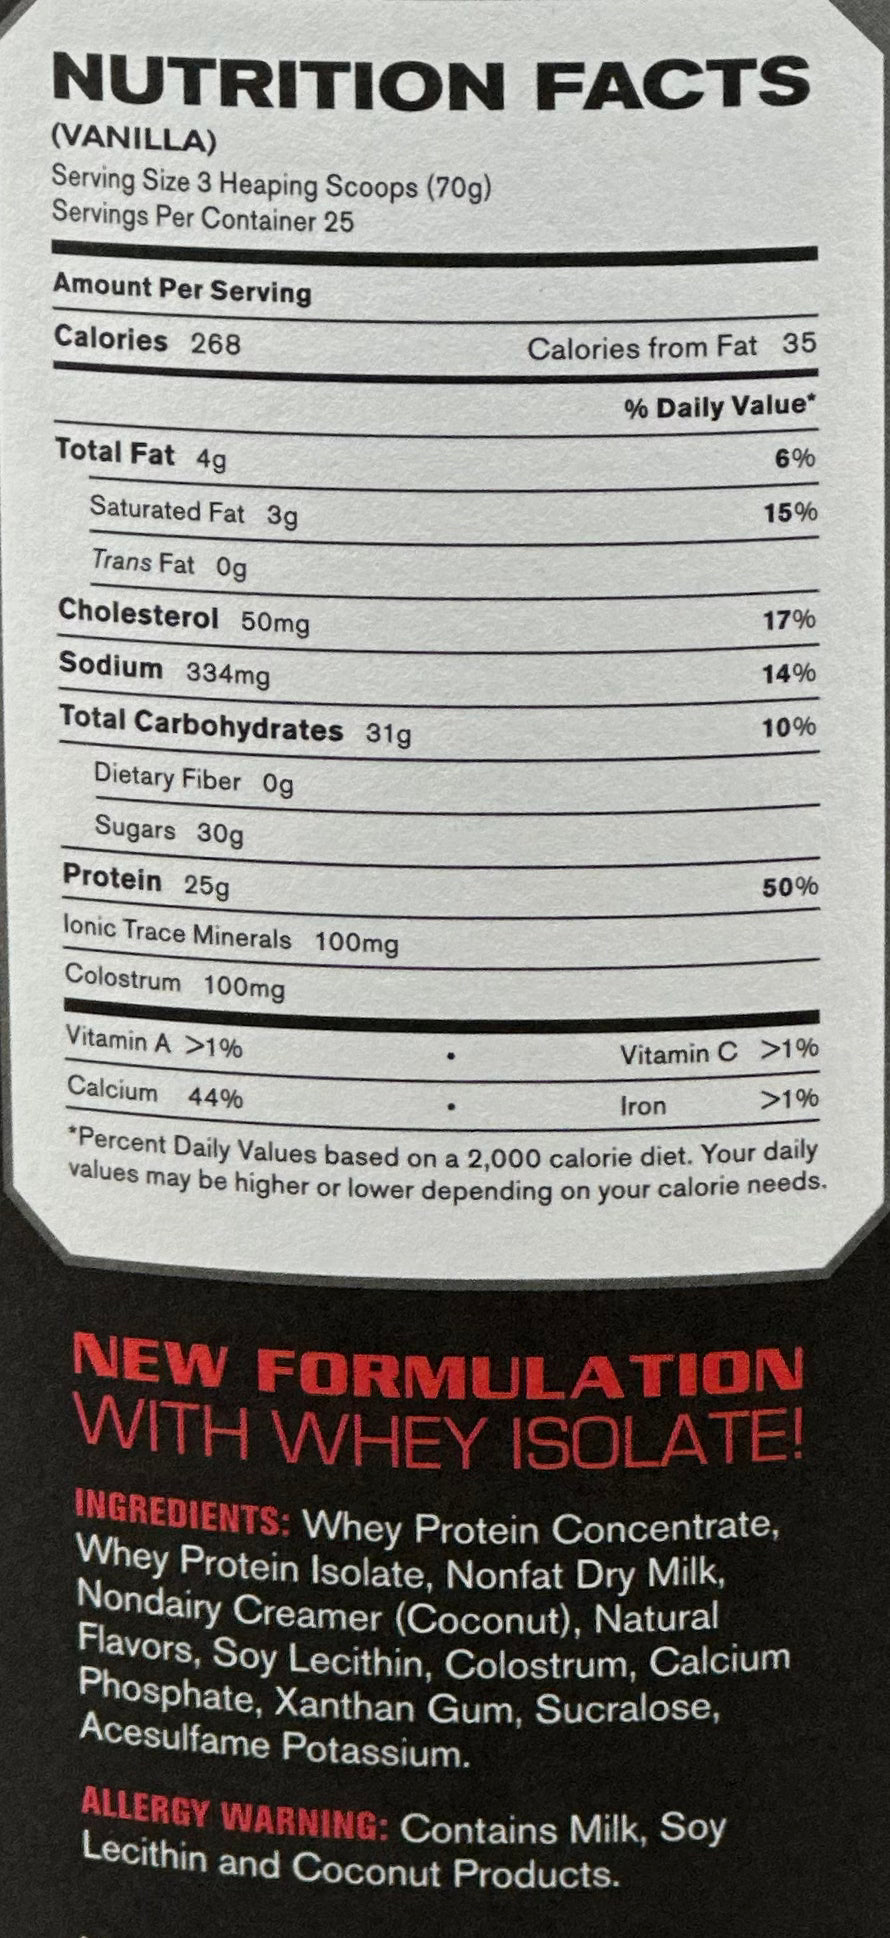 NUTRITION FACTS
(VANILLA)
Serving Size 3 Heaping Scoops (70g)
Servings Per Container 25
Amount Per Serving
Calories 268 Calories from Fat 35
% Daily Value*
Total Fat 4g 6%
Saturated Fat 3g 15%
Trans Fat 0g
Cholesterol 50mg 17%
Sodium 334mg 14%
Total Carbohydrates 31g 10%
Dietary Fiber 0g
Sugars 30g
Protein 25g 50%
Ionic Trace Minerals 100mg
Colostrum 100mg
Vitamin A >1% • Vitamin C >1%
Calcium 44% • Iron >1%
*Percent Daily Values based on a 2,000 calorie diet. Your daily
values may be higher or lower depending on your calorie needs.
NEW FORMULATION
WITH WHEY ISOLATE!
INGREDIENTS: Whey Protein Concentrate,
Whey Protein Isolate, Nonfat Dry Milk,
Nondairy Creamer (Coconut), Natural
Flavors, Soy Lecithin, Colostrum, Calcium
Phosphate, Xanthan Gum, Sucralose,
Acesulfame Potassium.
ALLERGY WARNING: Contains Milk, Soy
Lecithin and Coconut Products.